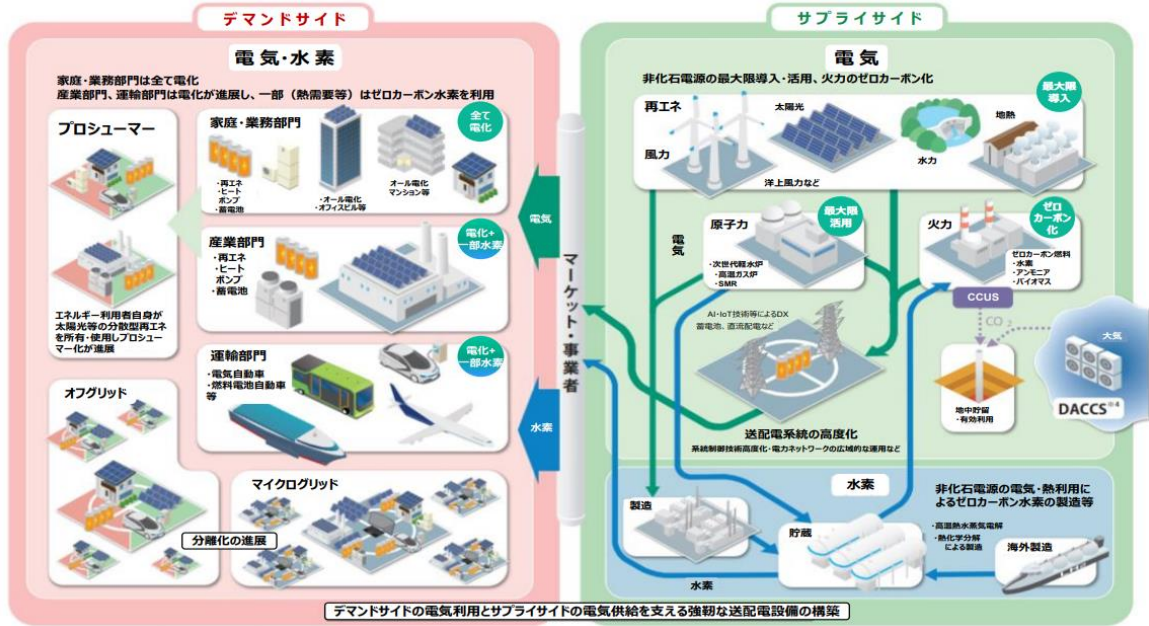 デマンドサイド
電気・水素
家庭・業務部門は全て電化
産業部門、運輸部門は電化が進展し、一部（熱需要等）はゼロカーボン水素を利用
プロシューマー
エネルギー利用者自身が
太陽光等の分散型再エネ
を所有・使用しプロシュー
マー化が進展
家庭・業務部門
全て
電化
・再エネ
・ヒート
ポンプ
・蓄電池
・オール電化
・オフィスビル等
オール電化
マンション等
産業部門
電化+
一部水素
・再エネ
・ヒート
ポンプ
・蓄電池
運輸部門
電化+
一部水素
・電気自動車
・燃料電池自動車
等
オフグリッド
マイクログリッド
分離化の進展
電気
水素
マーケット・事業者
サプライサイド
電気
非化石電源の最大限導入・活用、火力のゼロカーボン化
再エネ
最大限
導入
風力
太陽光
水力
地熱
洋上風力など
電気
原子力
最大限
活用
・次世代軽水炉
・高温ガス炉
・SMR
火力
ゼロ
カーボン
化
ゼロカーボン燃料
・水素
・アンモニア
・バイオマス
CCUS
CO2
大気
DACCS※4
地中貯留
・有効利用
AI・IoT技術等によるDX
蓄電池、直流配電など
送配電系統の高度化
系統制御技術高度化・電力ネットワークの広域的な運用など
水素
非化石電源の電気・熱利用に
よるゼロカーボン水素の製造等
製造
貯蔵
・高温熱水蒸気電解
・熱化学分解
による製造
海外製造
水素
デマンドサイドの電気利用とサプライサイドの電気供給を支える強靭な送配電設備の構築